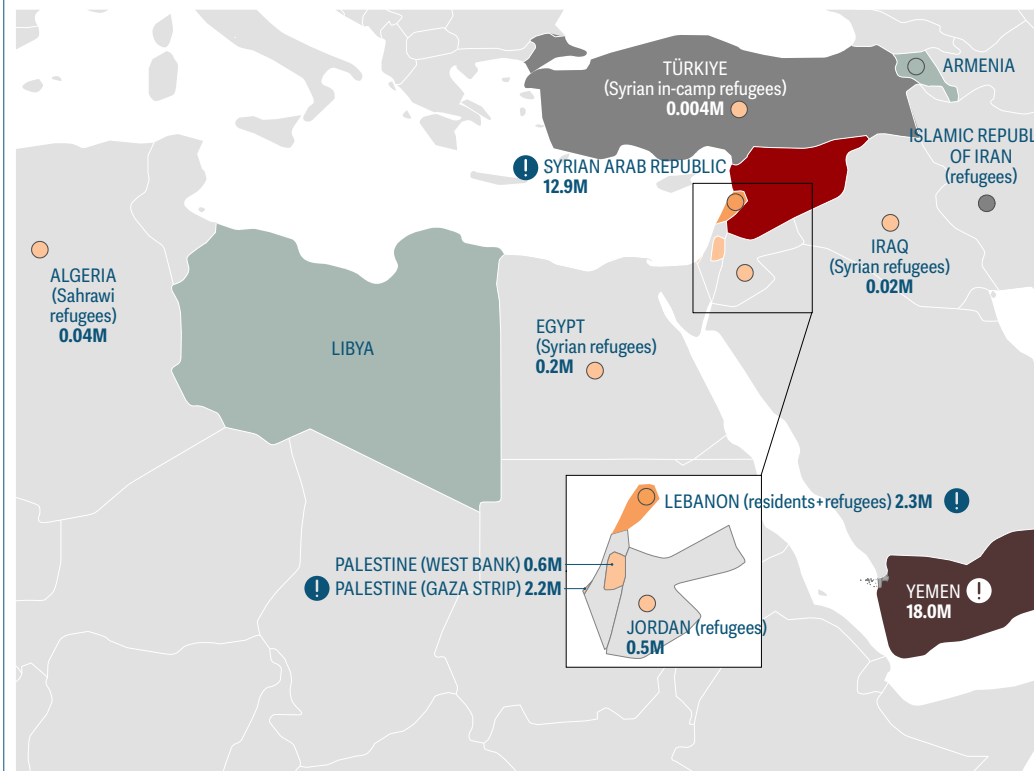 TÜRKIYE
(Syrian in-camp refugees)
0.004M
ARMENIA
ISLAMIC REPUBL
OF IRAN
(refugees)
! SYRIAN ARAB REPUBLIC
12.9M
IRAQ
(Syrian refugees)
0.02M
ALGERIA
(Sahrawi
refugees)
0.04M
LIBYA
EGYPT
(Syrian refugees)
0.2M
LEBANON (residents+refugees) 2.3M !
PALESTINE (WEST BANK) 0.6M
! PALESTINE (GAZA STRIP) 2.2M
JORDAN (refugees)
0.5M
YEMEN !
18.0M